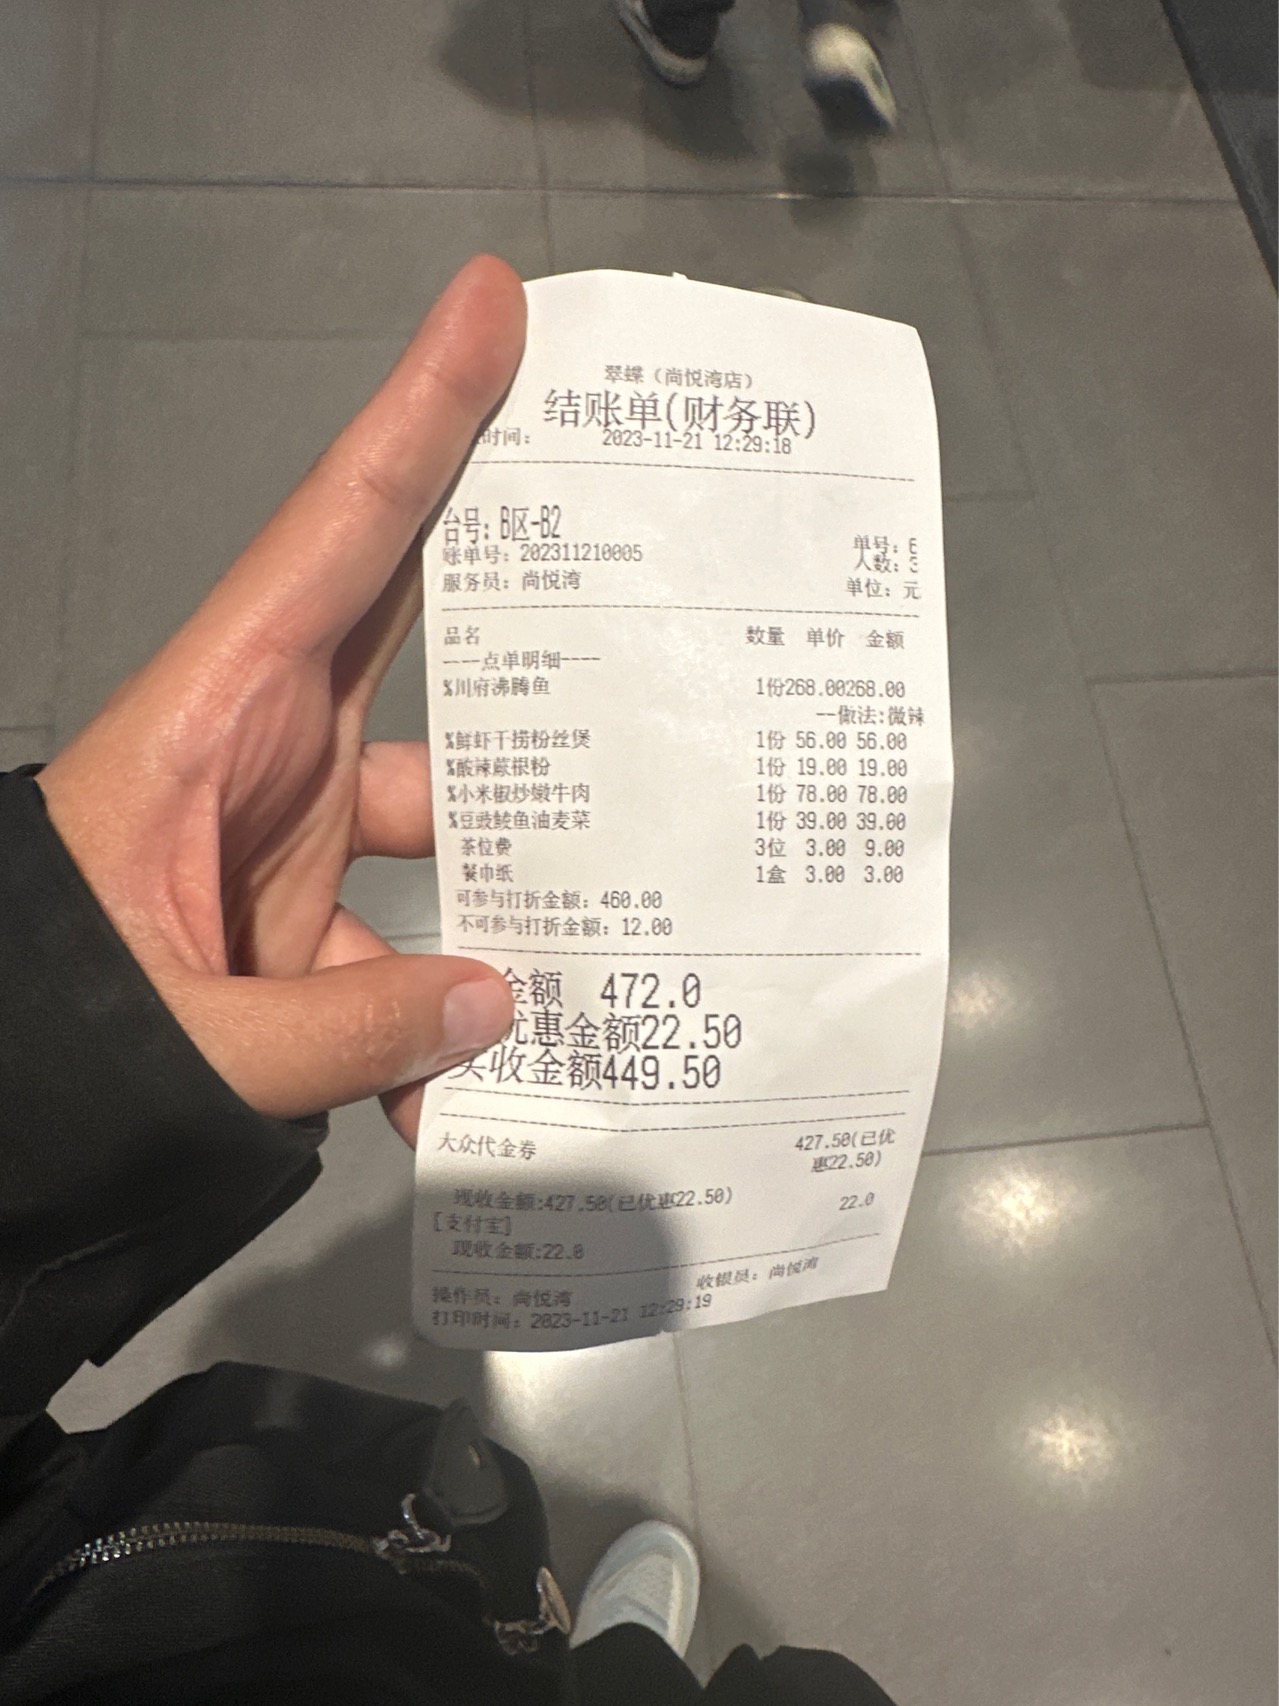 翠蝶（尚悦湾店）
结账单(财务联)
时间： 2023-11-21 12:29:18
台号: B区-B2
账单号: 202311210005 单号:
服务员: 尚悦湾 人数: 3
单位: 元
品名 数量 单价 金额
----点单明细----
%川府沸腾鱼 1份268.00268.00
--做法:微辣
%鲜虾干捞粉丝煲 1份 56.00 56.00
%酸辣蕨根粉 1份 19.00 19.00
%小米椒炒嫩牛肉 1份 78.00 78.00
%豆豉鲮鱼油麦菜 1份 39.00 39.00
茶位费 3位 3.00 9.00
餐巾纸 1盒 3.00 3.00
可参与打折金额: 460.00
不可参与打折金额: 12.00
金额 472.0
优惠金额22.50
实收金额449.50
大众代金券 427.50(已优
惠22.50)
现收金额:427.50(已优惠22.50)
[支付宝] 22.0
现收金额:22.0
操作员: 尚悦湾 收银员: 尚悦湾
打印时间: 2023-11-21 12:29:19